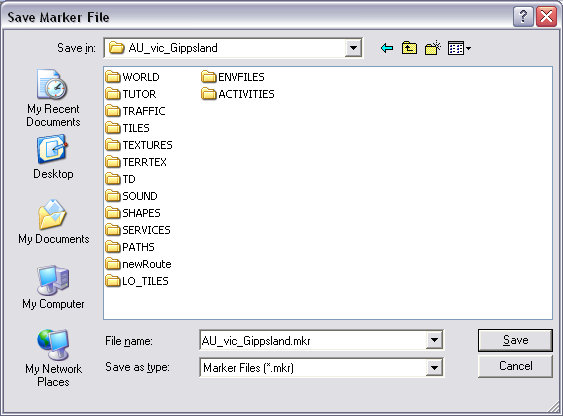 Save Marker File
Save in: AU_vic_Gippsland
My Recent
Documents
Desktop
My Documents
My Computer
My Network
Places
WORLD
TUTOR
TRAFFIC
TILES
TEXTURES
TERRTEX
TD
SOUND
SHAPES
SERVICES
PATHS
newRoute
LO_TILES
ENVFILES
ACTIVITIES
File name: AU_vic_Gippsland.mkr Save
Save as type: Marker Files (*.mkr) Cancel